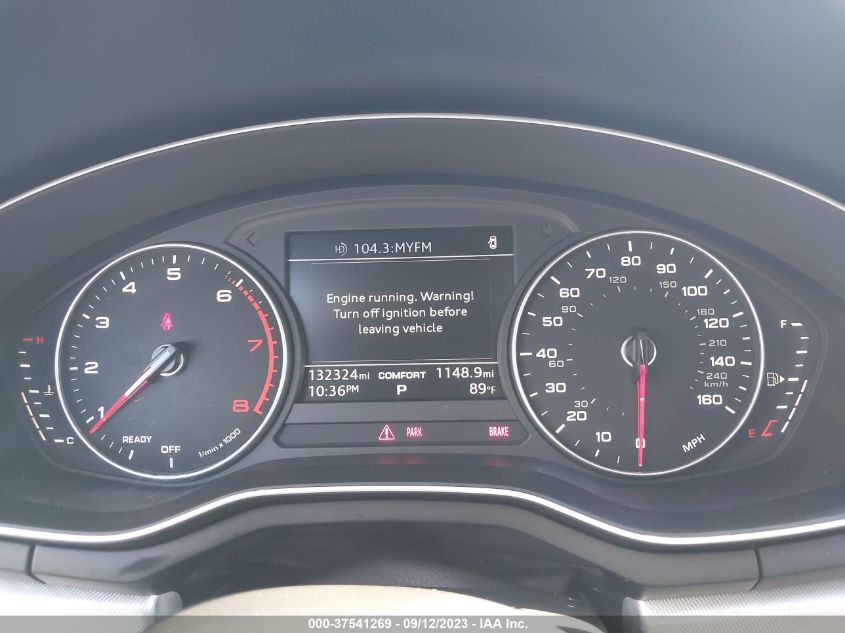 HD 104.3:MYFM
Engine running. Warning!
Turn off ignition before
leaving vehicle
132324mi COMFORT 1148.9mi
10:36PM P 89°F
PARK BRAKE
1 2 3 4 5 6 7 8
READY
OFF
1/min x 1000
H
C
0 10 20 30 40 50 60 70 80 90 100 120 140 160
30 60 90 120 150 180 210 240
km/h
MPH
F
E
000-37541269 - 09/12/2023 - IAA Inc.